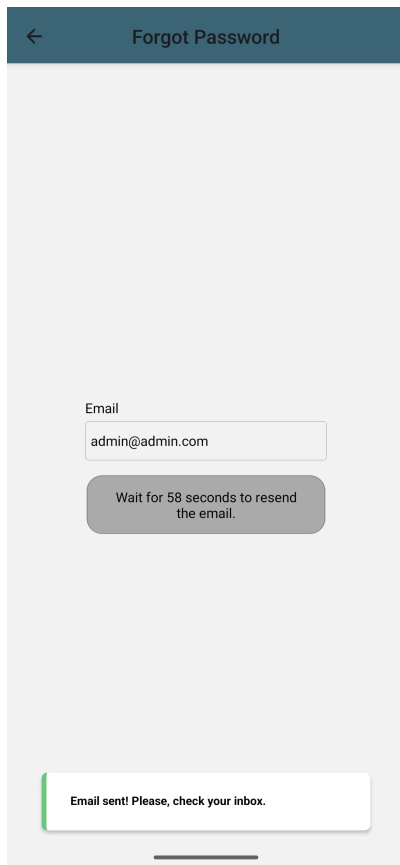 Forgot Password
Email
admin@admin.com
Wait for 58 seconds to resend
the email.
Email sent! Please, check your inbox.